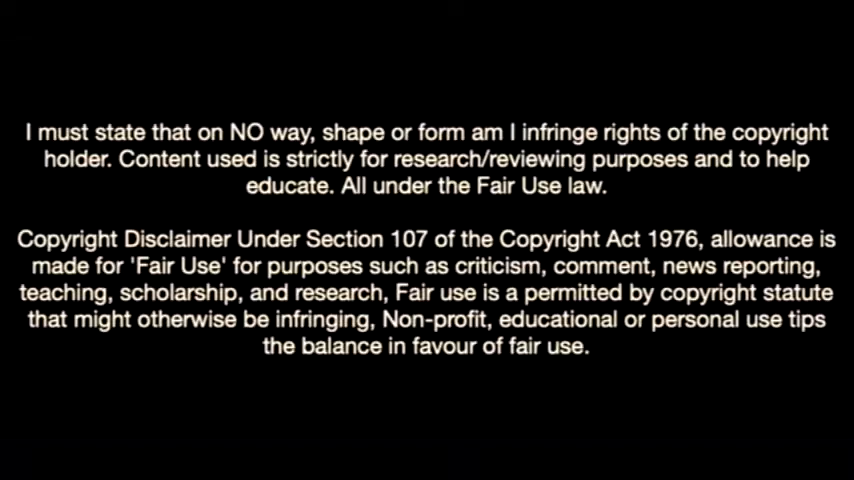 I must state that on NO way, shape or form am I infringe rights of the copyright
holder. Content used is strictly for research/reviewing purposes and to help
educate. All under the Fair Use law.
Copyright Disclaimer Under Section 107 of the Copyright Act 1976, allowance is
made for 'Fair Use' for purposes such as criticism, comment, news reporting,
teaching, scholarship, and research, Fair use is a permitted by copyright statute
that might otherwise be infringing, Non-profit, educational or personal use tips
the balance in favour of fair use.